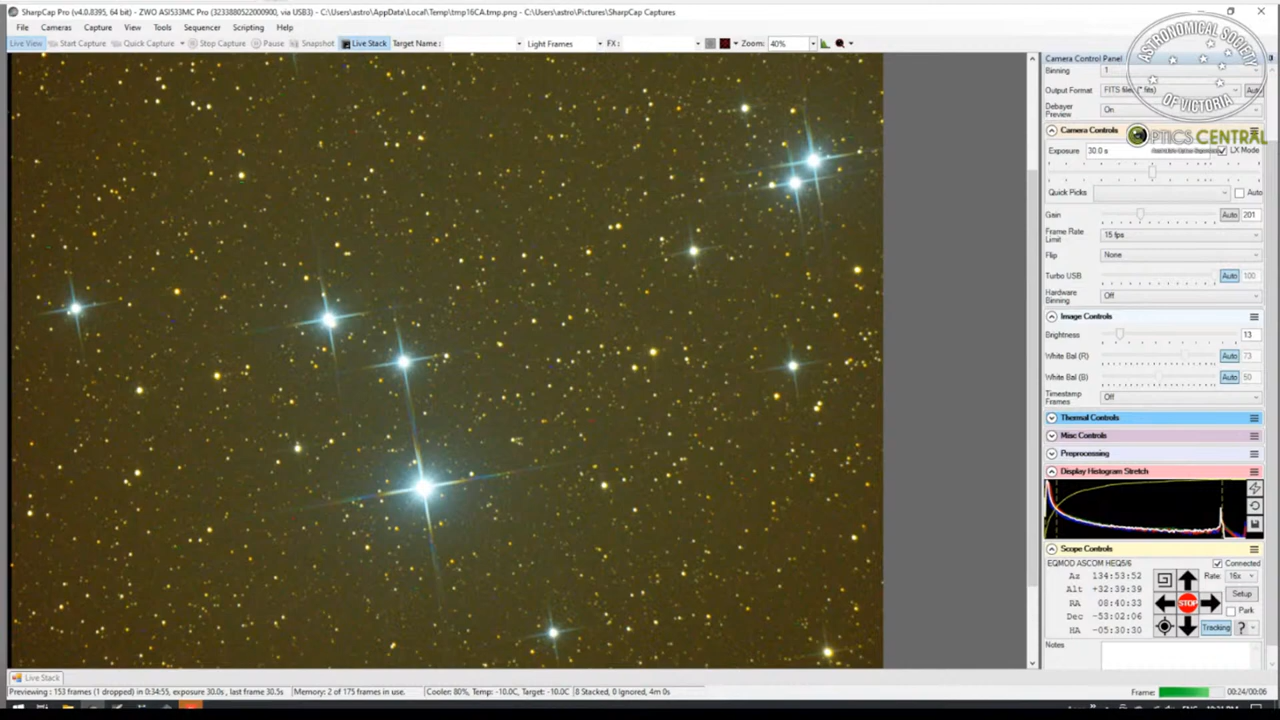 SharpCap Pro (v4.0.8395, 64 bit) - ZWO ASI533MC Pro (3233880522000900, via USB3) - C:\Users\astro\AppData\Local\Temp\tmp16CA.tmp.png - C:\Users\astro\Pictures\SharpCap Captures
File Cameras Capture View Tools Sequencer Scripting Help
Live View Start Capture Quick Capture Stop Capture Pause Snapshot Live Stack Target Name : Light Frames FX : Zoom: 40%
ASTRONOMICAL SOCIETY
OF VICTORIA
OPTICS CENTRAL
Camera Control Panel
Binning 1
Output Format FITS files (*.fits) Auto
Debayer Preview On
Camera Controls
Exposure 30.0 s LX Mode
Quick Picks Auto
Gain Auto 201
Frame Rate Limit 15 fps
Flip None
Turbo USB Auto 100
Hardware Binning Off
Image Controls
Brightness 13
White Bal (R) Auto 73
White Bal (B) Auto 50
Timestamp Frames Off
Thermal Controls
Misc Controls
Preprocessing
Display Histogram Stretch
Scope Controls
EQMOD ASCOM HEQ5/6 Connected
Az 134:53:52 Rate: 16x
Alt +32:39:39 Setup
RA 08:40:33 STOP Park
Dec -53:02:06
HA -05:30:30 Tracking ?
Notes
Live Stack
Previewing : 153 frames (1 dropped) in 0:34:55, exposure 30.0s , last frame 30.5s Memory: 2 of 175 frames in use. Cooler: 80%, Temp: -10.0C, Target: -10.0C 8 Stacked, 0 Ignored, 4m 0s Frame: 00:24/00:06